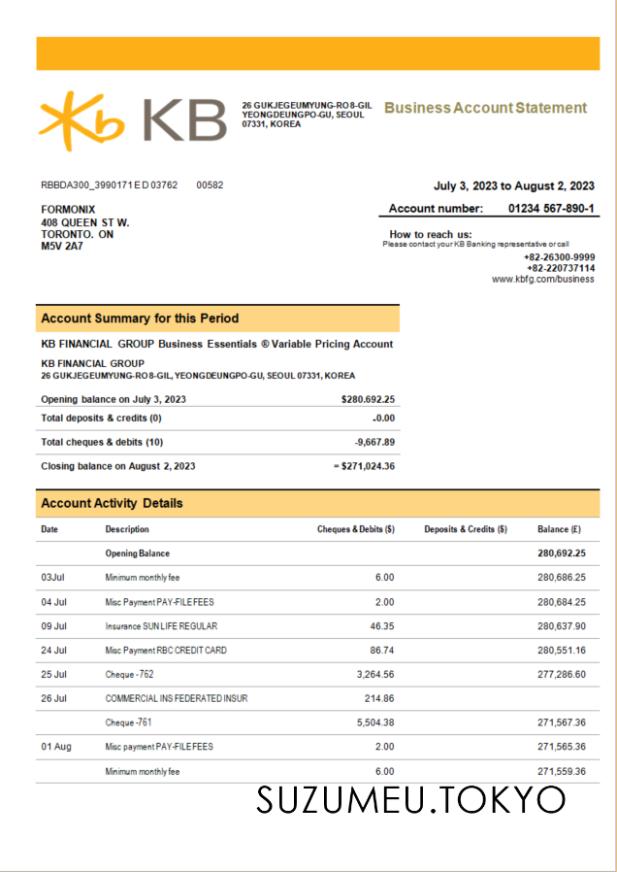 Kb KB
26 GUKJEGEUMYUNG-RO 8-GIL
YEONGDEUNGPO-GU, SEOUL
07331, KOREA
Business Account Statement
RBBDA300_3990171 E D 03762 00582
July 3, 2023 to August 2, 2023
FORMONIX
408 QUEEN ST W.
TORONTO. ON
M5V 2A7
Account number: 01234 567-890-1
How to reach us:
Please contact your KB Banking representative or call
+82-26300-9999
+82-220737114
www.kbfg.com/business
Account Summary for this Period
KB FINANCIAL GROUP Business Essentials ® Variable Pricing Account
KB FINANCIAL GROUP
26 GUKJEGEUMYUNG-RO 8-GIL, YEONGDEUNGPO-GU, SEOUL 07331, KOREA
Opening balance on July 3, 2023 $280.692.25
Total deposits & credits (0) -0.00
Total cheques & debits (10) -9,667.89
Closing balance on August 2, 2023 = $271,024.36
Account Activity Details
Date Description Cheques & Debits ($) Deposits & Credits ($) Balance (£)
Opening Balance 280,692.25
03Jul Minimum monthly fee 6.00 280,686.25
04 Jul Misc Payment PAY-FILE FEES 2.00 280,684.25
09 Jul Insurance SUN LIFE REGULAR 46.35 280,637.90
24 Jul Misc Payment RBC CREDIT CARD 86.74 280,551.16
25 Jul Cheque - 762 3,264.56 277,286.60
26 Jul COMMERCIAL INS FEDERATED INSUR 214.86
Cheque -761 5,504.38 271,567.36
01 Aug Misc payment PAY-FILE FEES 2.00 271,565.36
Minimum monthly fee 6.00 271,559.36
SUZUMEU.TOKYO